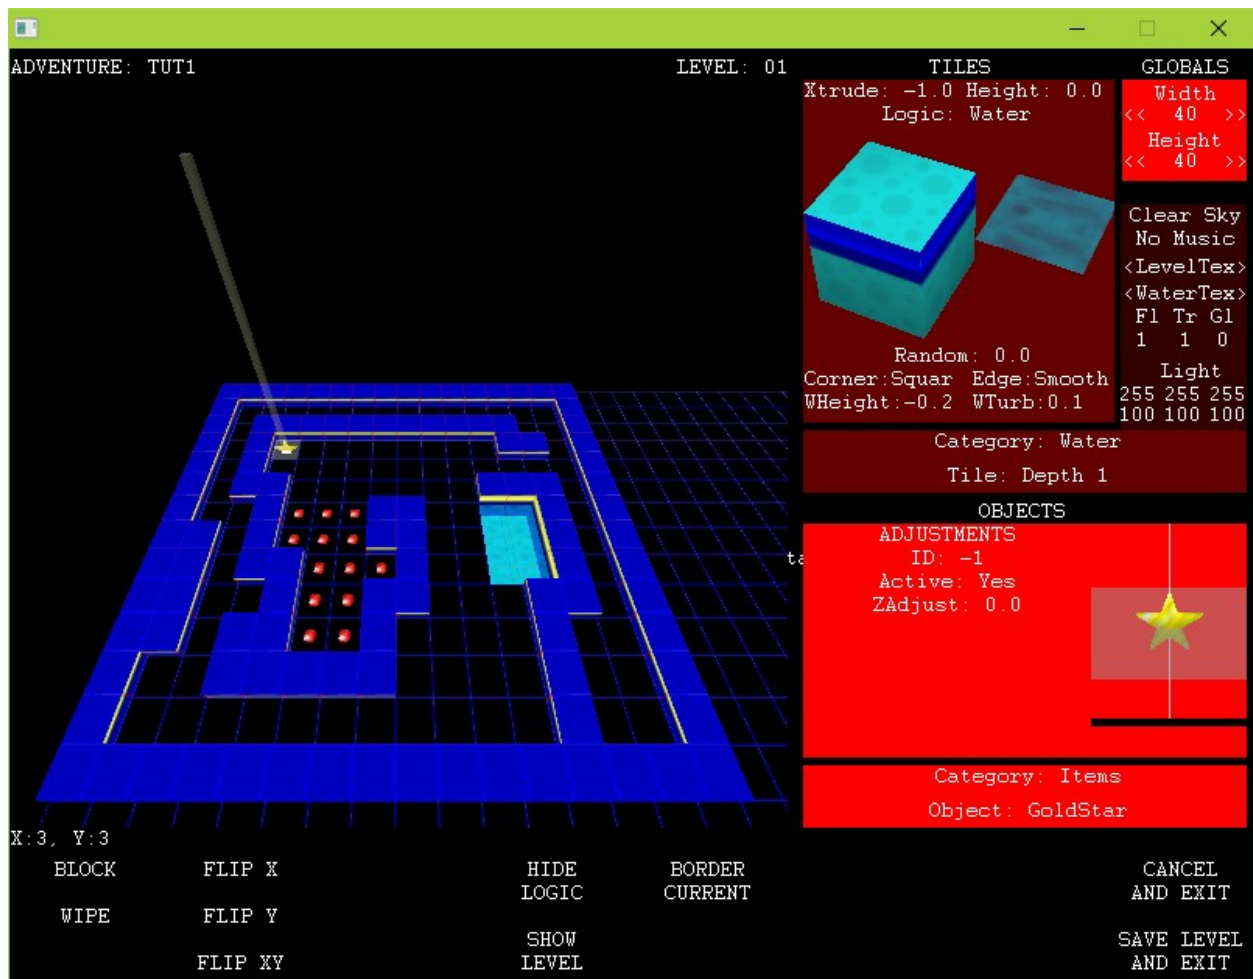 ADVENTURE: TUT1
LEVEL: 01
TILES
GLOBALS
Xtrude: -1.0 Height: 0.0
Logic: Water
Width
<< 40 >>
Height
<< 40 >>
Clear Sky
No Music
<LevelTex>
<WaterTex>
Fl Tr Gl
1 1 0
Light
255 255 255
100 100 100
Random: 0.0
Corner:Squar Edge:Smooth
WHeight:-0.2 WTurb:0.1
Category: Water
Tile: Depth 1
OBJECTS
ADJUSTMENTS
ID: -1
Active: Yes
ZAdjust: 0.0
Category: Items
Object: GoldStar
X:3, Y:3
BLOCK
FLIP X
HIDE
LOGIC
BORDER
CURRENT
CANCEL
AND EXIT
WIPE
FLIP Y
FLIP XY
SHOW
LEVEL
SAVE LEVEL
AND EXIT